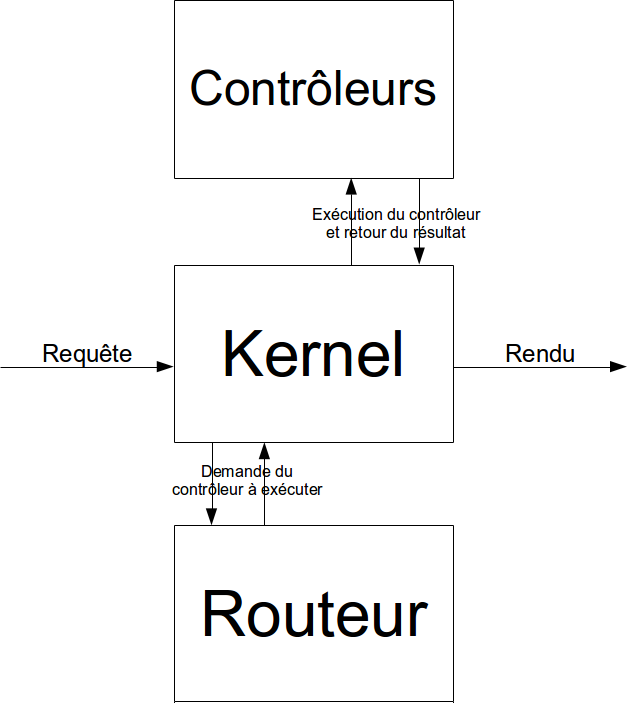 Contrôleurs
Exécution du contrôleur
et retour du résultat
Requête
Kernel
Rendu
Demande du
contrôleur à exécuter
Routeur